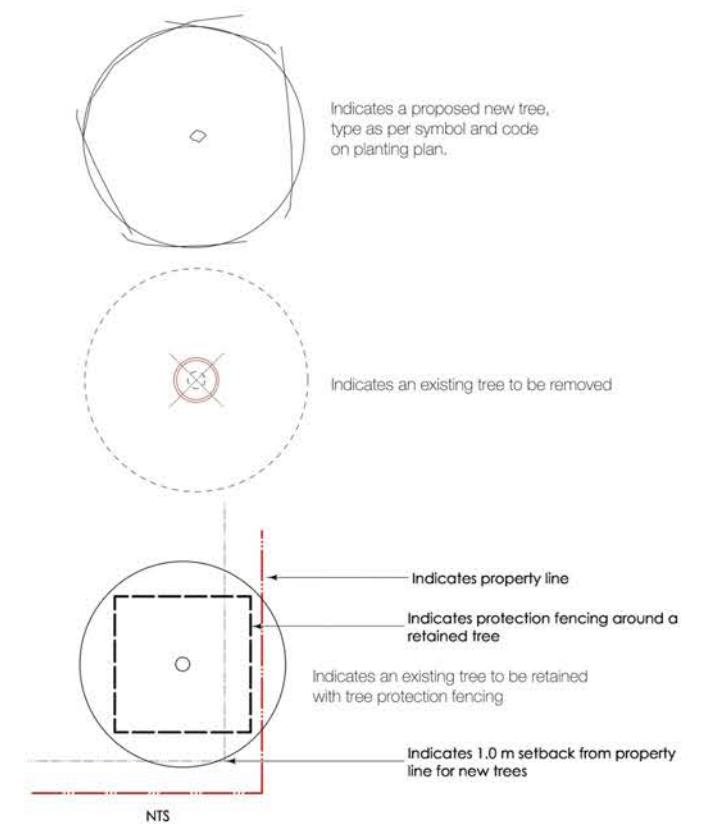 Indicates a proposed new tree,
type as per symbol and code
on planting plan.
Indicates an existing tree to be removed
Indicates property line
Indicates protection fencing around a
retained tree
Indicates an existing tree to be retained
with tree protection fencing
Indicates 1.0 m setback from property
line for new trees
NTS